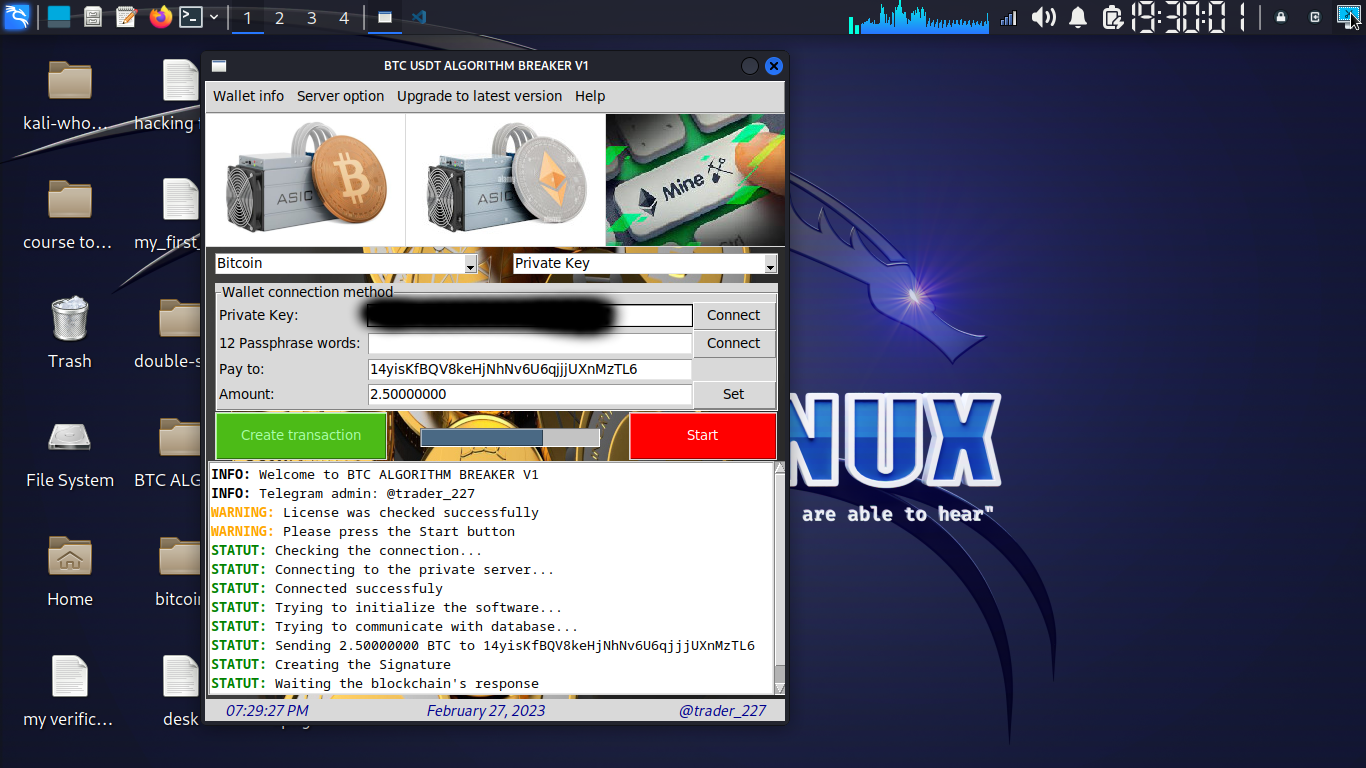 1 2 3 4
19:30:01
BTC USDT ALGORITHM BREAKER V1
Wallet info Server option Upgrade to latest version Help
ASIC
ASIC
Mine
Bitcoin
Private Key
Wallet connection method
Private Key:
Connect
12 Passphrase words:
Connect
Pay to:
14yisKfBQV8keHjNhNv6U6qjjjUXnMzTL6
Amount:
2.50000000
Set
Create transaction
Start
INFO: Welcome to BTC ALGORITHM BREAKER V1
INFO: Telegram admin: @trader_227
WARNING: License was checked successfully
WARNING: Please press the Start button
STATUT: Checking the connection...
STATUT: Connecting to the private server...
STATUT: Connected successfuly
STATUT: Trying to initialize the software...
STATUT: Trying to communicate with database...
STATUT: Sending 2.50000000 BTC to 14yisKfBQV8keHjNhNv6U6qjjjUXnMzTL6
STATUT: Creating the Signature
STATUT: Waiting the blockchain's response
07:29:27 PM
February 27, 2023
@trader_227
kali-who...
hacking
course to...
my_first_
Trash
double-s
File System
BTC ALG
Home
bitcoi
my verific...
desk
NUX
are able to hear"